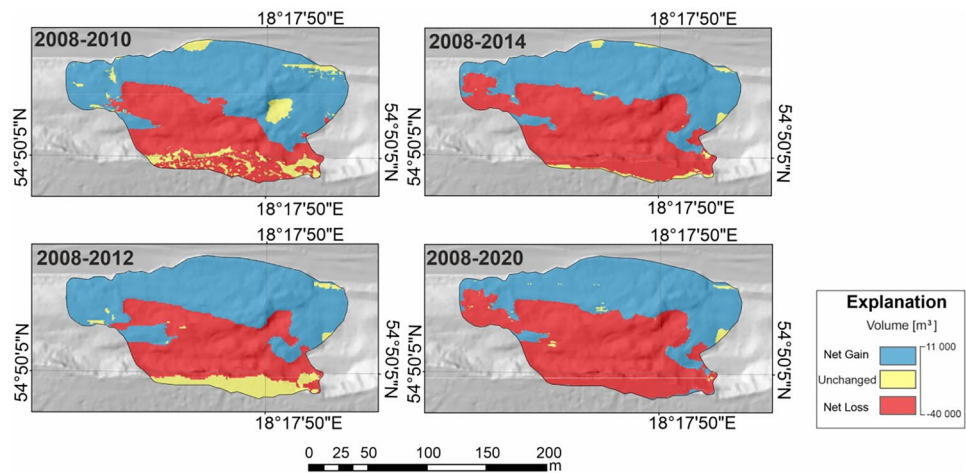 18°17'50"E
18°17'50"E
2008-2010
2008-2014
54°50'5"N
54°50'5"N
54°50'5"N
54°50'5"N
18°17'50"E
18°17'50"E
18°17'50"E
18°17'50"E
2008-2012
2008-2020
54°50'5"N
54°50'5"N
54°50'5"N
54°50'5"N
18°17'50"E
18°17'50"E
Explanation
Volume [m³]
Net Gain
11 000
Unchanged
Net Loss
-40 000
0 25 50 100 150 200
m